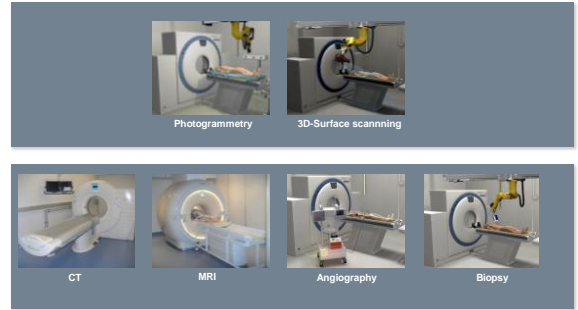 Photogrammetry
3D-Surface scannning
CT
MRI
Angiography
Biopsy